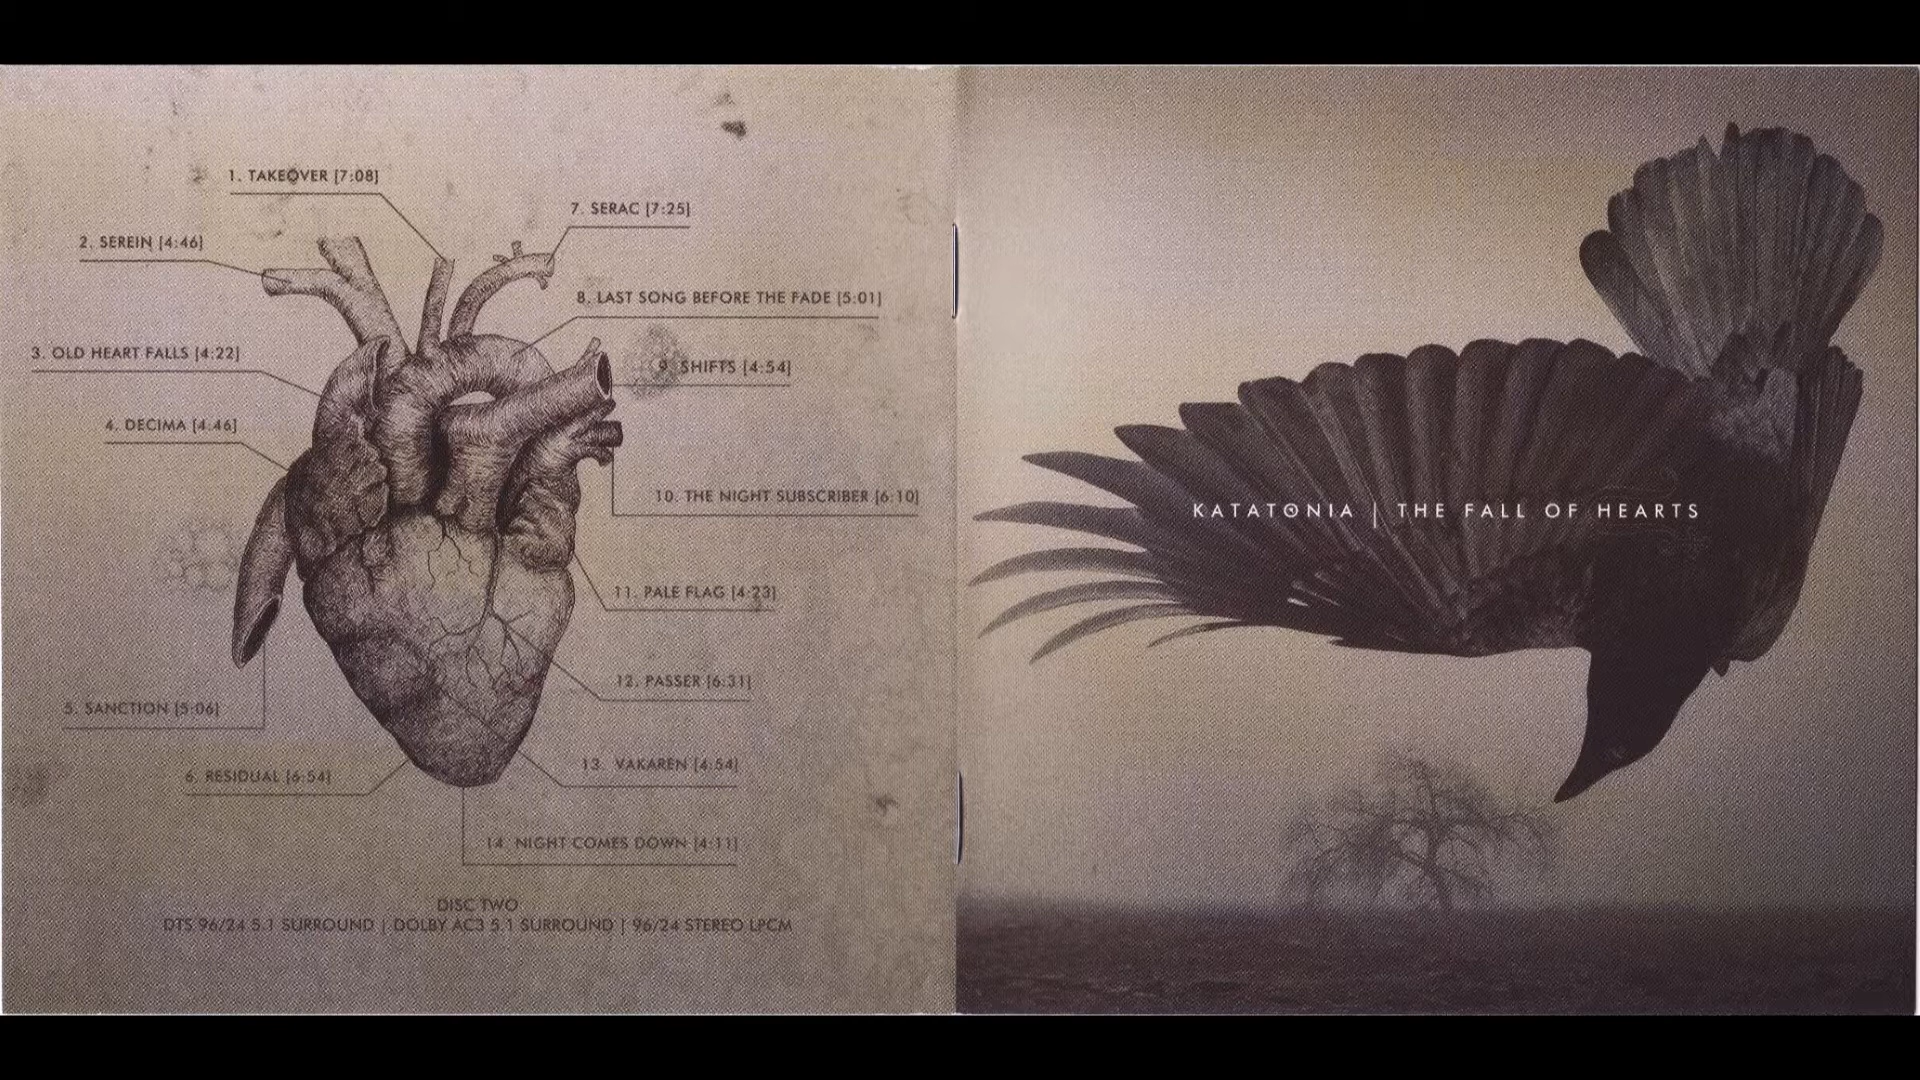 1. TAKEOVER [7:08]
2. SEREIN [4:46]
3. OLD HEART FALLS [4:22]
4. DECIMA [4:46]
5. SANCTION [5:06]
6. RESIDUAL [6:54]
7. SERAC [7:25]
8. LAST SONG BEFORE THE FADE [5:01]
9. SHIFTS [4:54]
10. THE NIGHT SUBSCRIBER [6:10]
11. PALE FLAG [4:23]
12. PASSER [6:31]
13. VAKAREN [4:54]
14. NIGHT COMES DOWN [4:11]
DISC TWO
DTS 96/24 5.1 SURROUND | DOLBY AC3 5.1 SURROUND | 96/24 STEREO LPCM
KATATONIA | THE FALL OF HEARTS